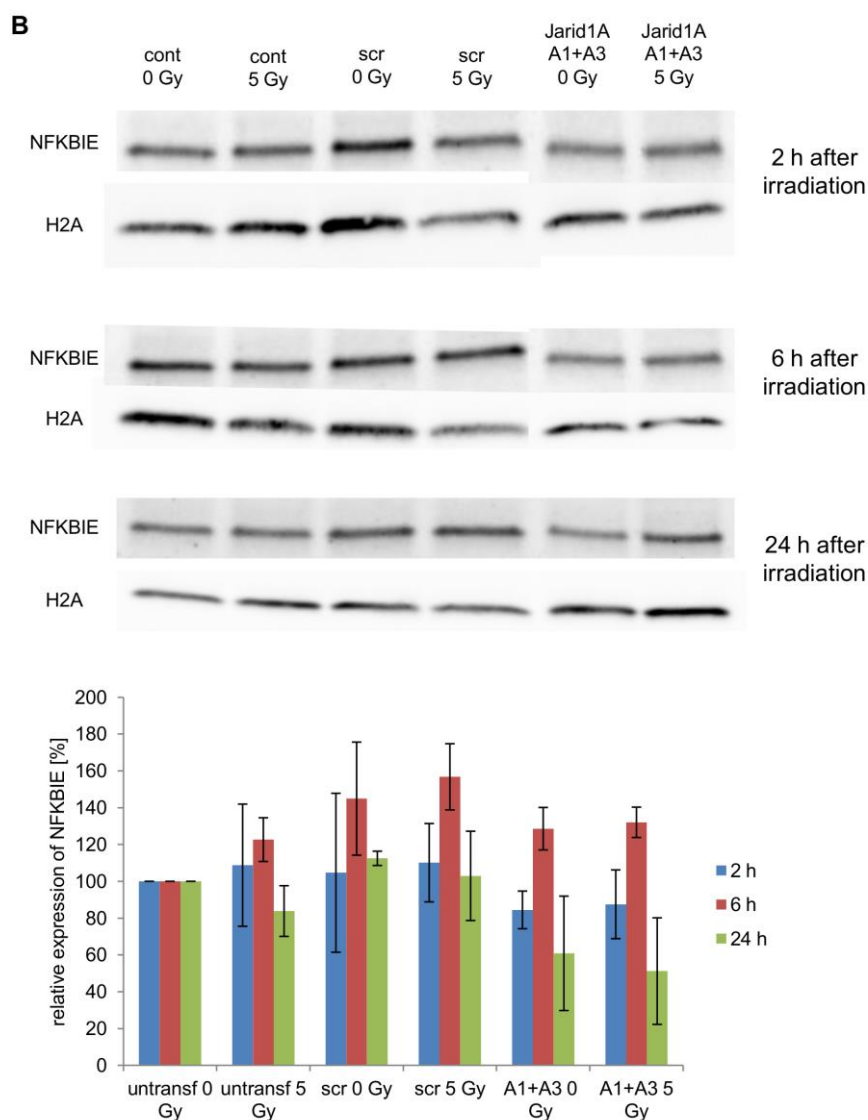 B
cont
0 Gy
cont
5 Gy
scr
0 Gy
scr
5 Gy
Jarid1A
A1+A3
0 Gy
Jarid1A
A1+A3
5 Gy
NFKBIE
H2A
2 h after
irradiation
NFKBIE
H2A
6 h after
irradiation
NFKBIE
H2A
24 h after
irradiation
relative expression of NFKBIE [%]
200
180
160
140
120
100
80
60
40
20
0
untransf 0
Gy
untransf 5
Gy
scr 0 Gy
scr 5 Gy
A1+A3 0
Gy
A1+A3 5
Gy
2 h
6 h
24 h